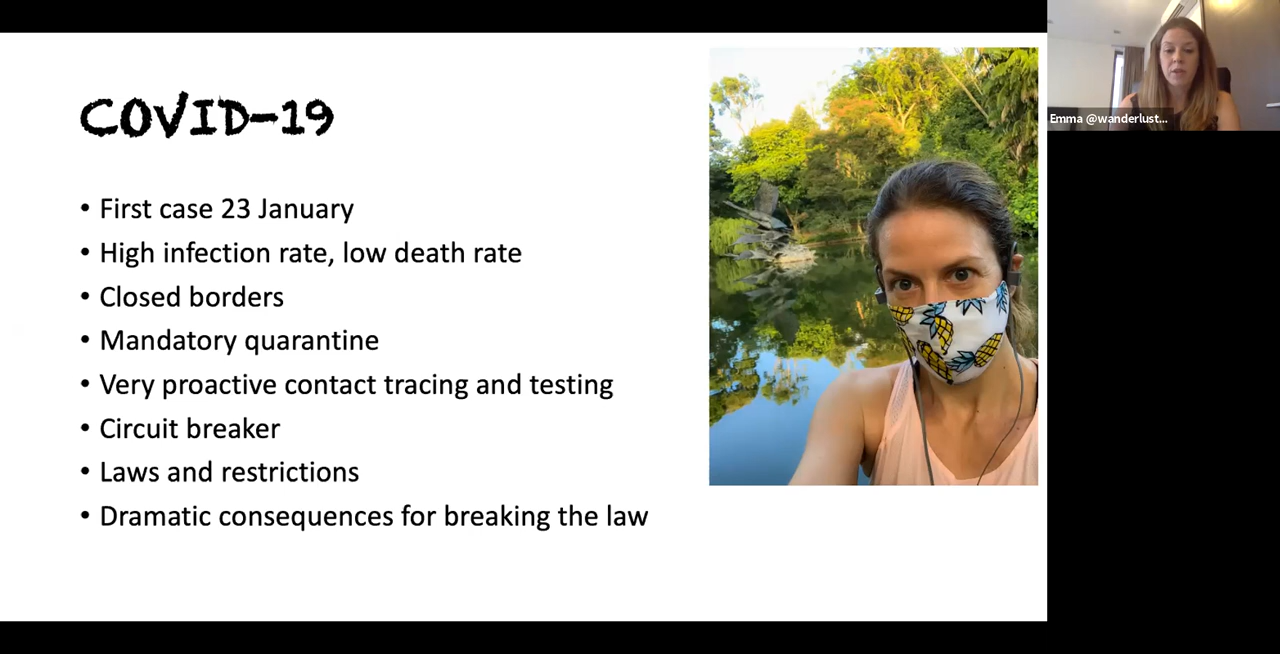 COVID-19
• First case 23 January
• High infection rate, low death rate
• Closed borders
• Mandatory quarantine
• Very proactive contact tracing and testing
• Circuit breaker
• Laws and restrictions
• Dramatic consequences for breaking the law
Emma @wanderlust...